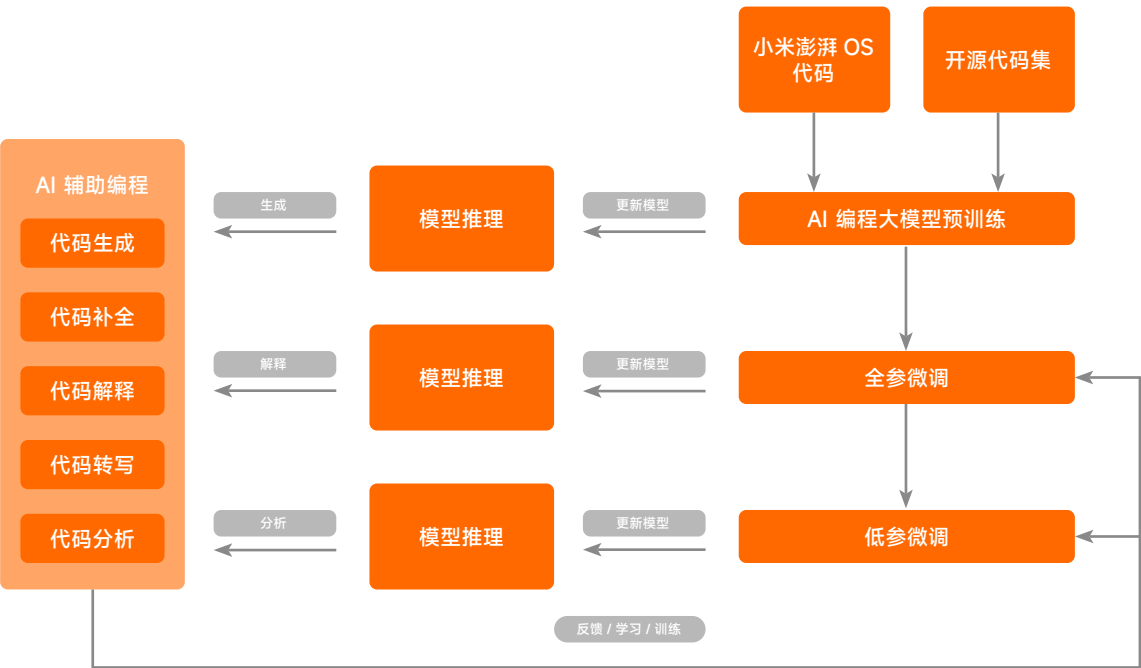 小米澎湃 OS
代码
开源代码集
AI 辅助编程
代码生成
代码补全
代码解释
代码转写
代码分析
生成
模型推理
更新模型
AI 编程大模型预训练
解释
模型推理
更新模型
全参微调
分析
模型推理
更新模型
低参微调
反馈 / 学习 / 训练